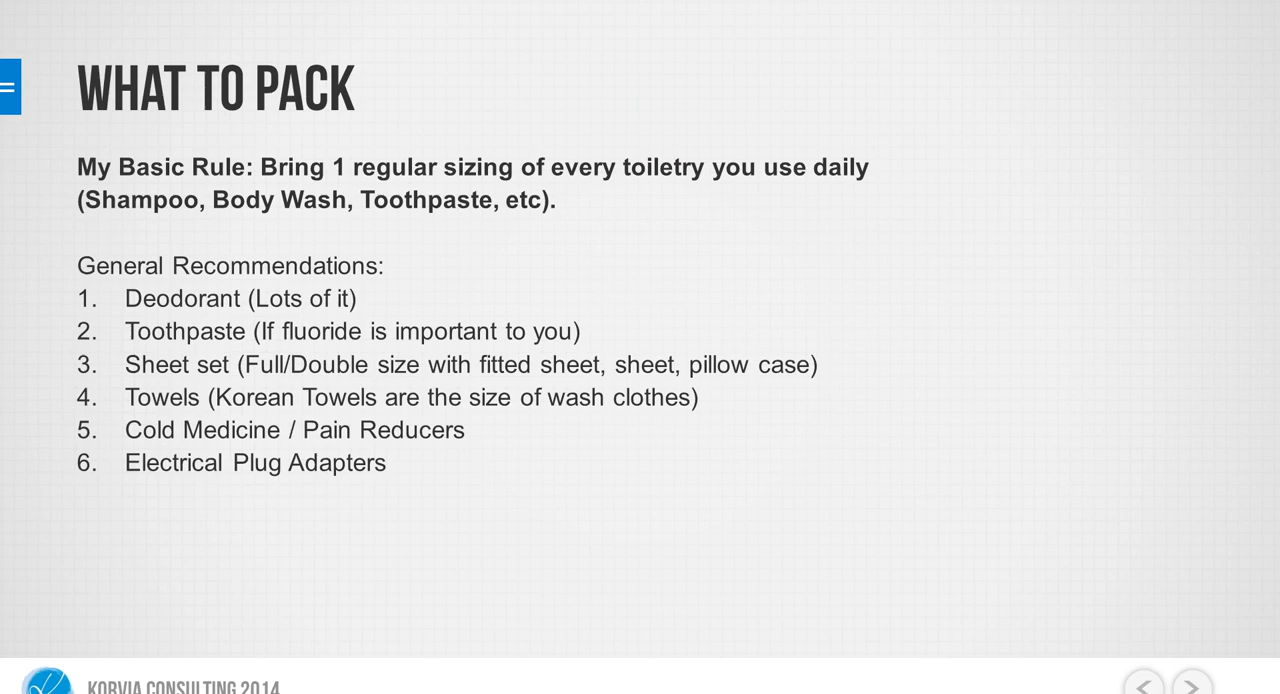 WHAT TO PACK
My Basic Rule: Bring 1 regular sizing of every toiletry you use daily
(Shampoo, Body Wash, Toothpaste, etc).
General Recommendations:
1. Deodorant (Lots of it)
2. Toothpaste (If fluoride is important to you)
3. Sheet set (Full/Double size with fitted sheet, sheet, pillow case)
4. Towels (Korean Towels are the size of wash clothes)
5. Cold Medicine / Pain Reducers
6. Electrical Plug Adapters
KORVIA CONSULTING 2014